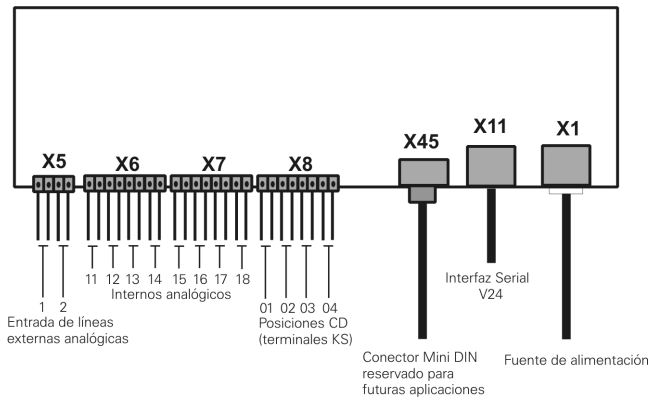 X5
X6
X7
X8
X45
X11
X1
1 2
Entrada de líneas
externas analógicas
11 12 13 14 15 16 17 18
Internos analógicos
01 02 03 04
Posiciones CD
(terminales KS)
Conector Mini DIN
reservado para
futuras aplicaciones
Interfaz Serial
V24
Fuente de alimentación